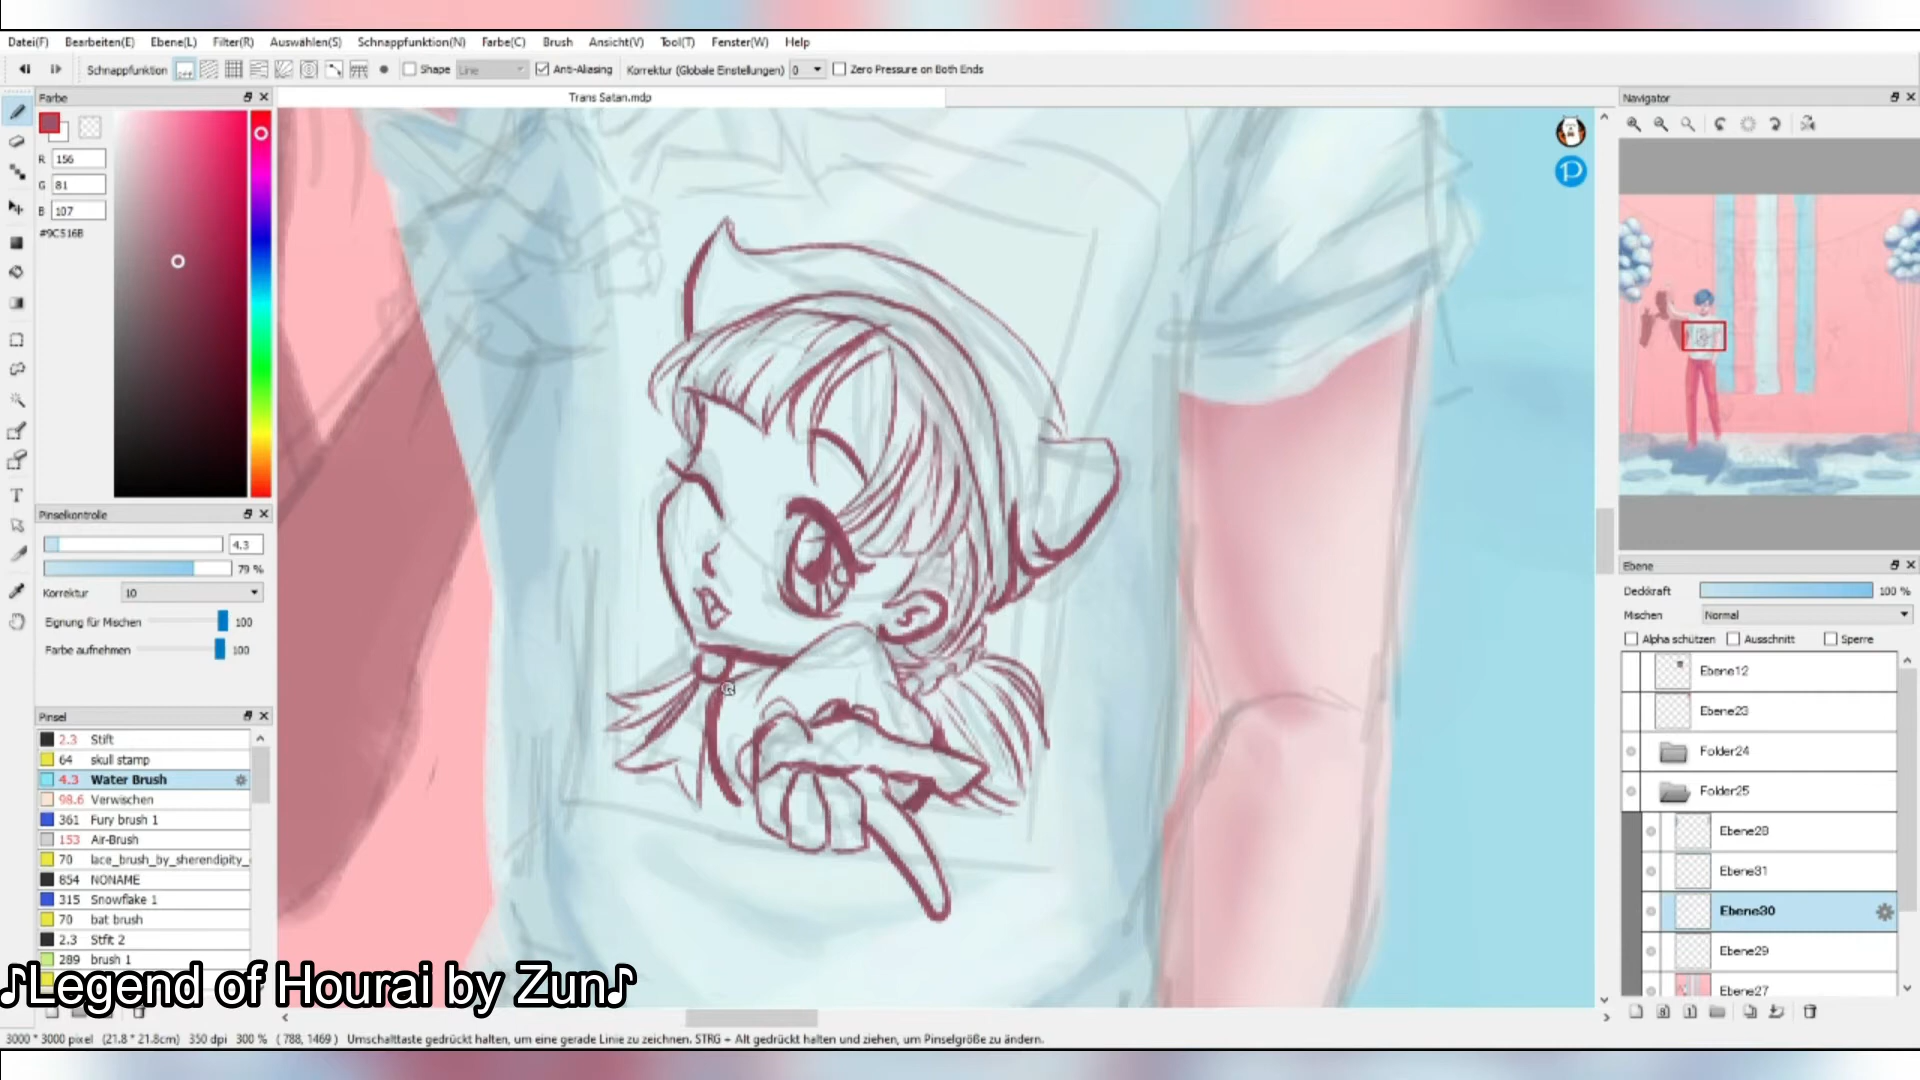 Datei(F) Bearbeiten(E) Ebene(L) Filter(R) Auswählen(S) Schnappfunktion(N) Farbe(C) Brush Ansicht(V) Tool(T) Fenster(W) Help
Schnappfunktion off Shape Line Anti-Aliasing Korrektur (Globale Einstellungen) 0 Zero Pressure on Both Ends
Farbe
Trans Satan.mdp
Navigator
R 156
G 81
B 107
#9C516B
Pinselkontrolle
4.3
79 %
Korrektur 10
Eignung für Mischen 100
Farbe aufnehmen 100
Pinsel
2.3 Stift
64 skull stamp
4.3 Water Brush
98.6 Verwischen
361 Fury brush 1
153 Air-Brush
70 lace_brush_by_sherendipity_
854 NONAME
315 Snowflake 1
70 bat brush
2.3 Stfit 2
289 brush 1
P
Ebene
Deckkraft 100 %
Mischen Normal
Alpha schützen Ausschnitt Sperre
Ebene12
Ebene23
Folder24
Folder25
Ebene28
Ebene31
Ebene30
Ebene29
Ebene27
♪Legend of Hourai by Zun♪
3000 * 3000 pixel (21.8 * 21.8cm) 350 dpi 300 % ( 788, 1469 ) Umschalttaste gedrückt halten, um eine gerade Linie zu zeichnen. STRG + Alt gedrückt halten und ziehen, um Pinselgröße zu ändern.